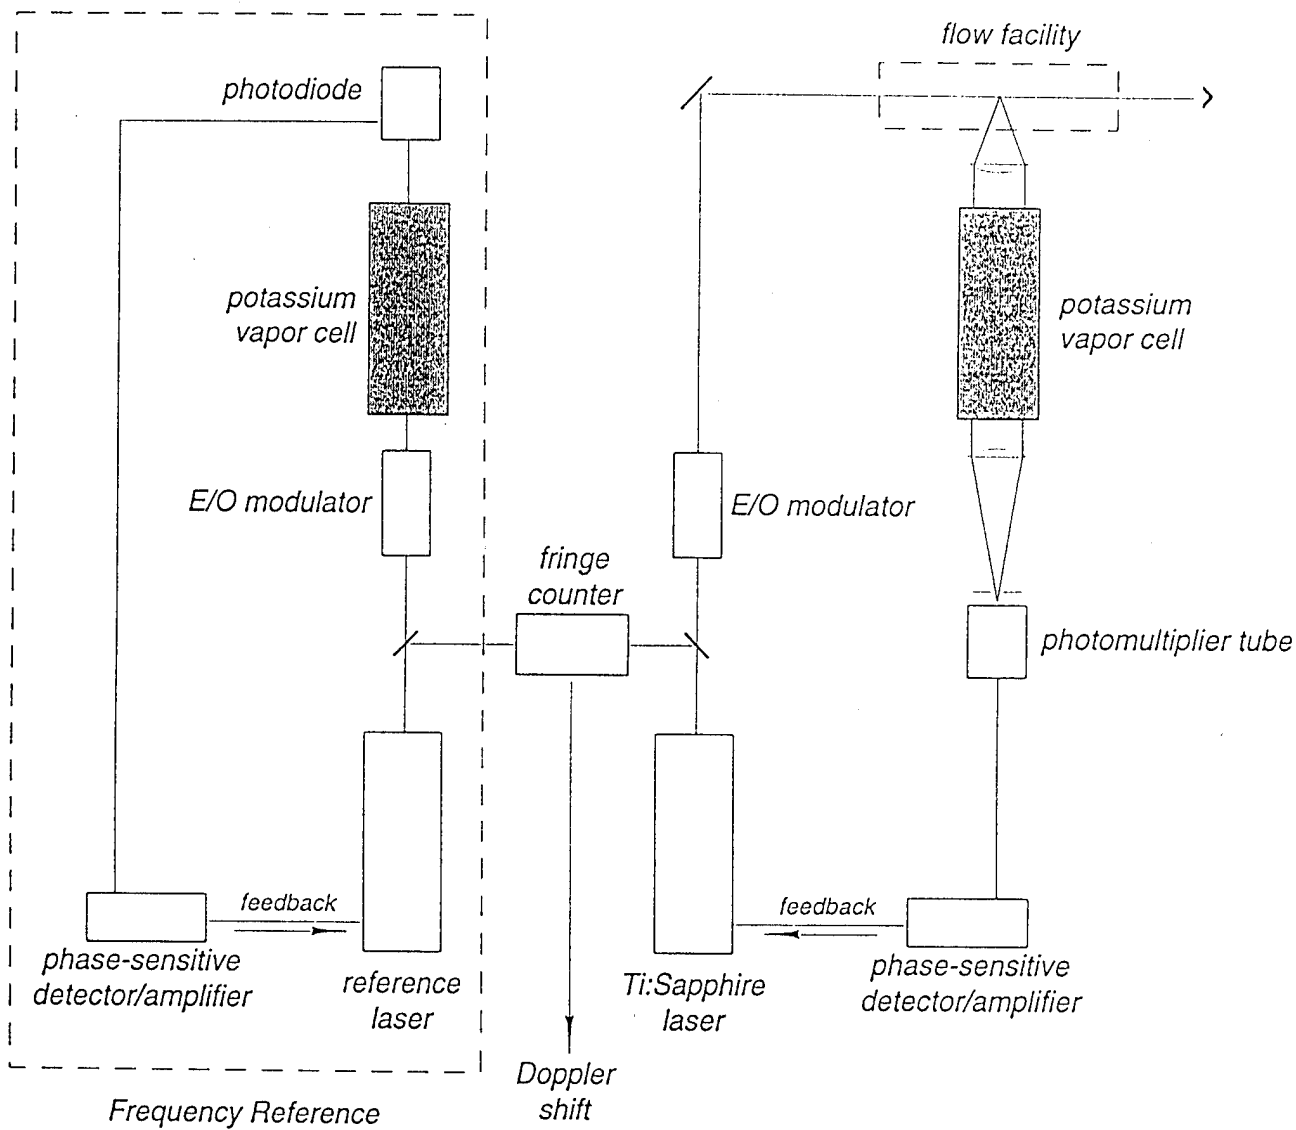 flow facility
photodiode
potassium
vapor cell
potassium
vapor cell
E/O modulator
E/O modulator
fringe
counter
photomultiplier tube
feedback
feedback
phase-sensitive
detector/amplifier
reference
laser
Ti:Sapphire
laser
phase-sensitive
detector/amplifier
Doppler
shift
Frequency Reference